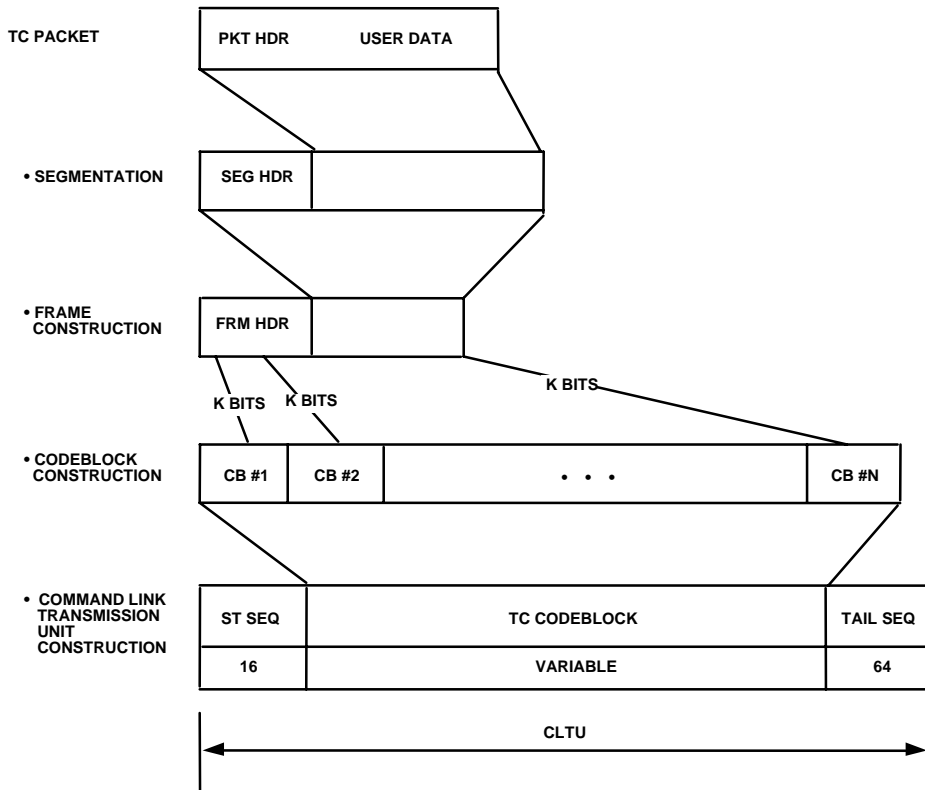 TC PACKET
PKT HDR USER DATA
• SEGMENTATION
SEG HDR
• FRAME
CONSTRUCTION
FRM HDR
K BITS K BITS K BITS
• CODEBLOCK
CONSTRUCTION
CB #1 CB #2 • • • CB #N
• COMMAND LINK
TRANSMISSION
UNIT
CONSTRUCTION
ST SEQ TC CODEBLOCK TAIL SEQ
16 VARIABLE 64
CLTU